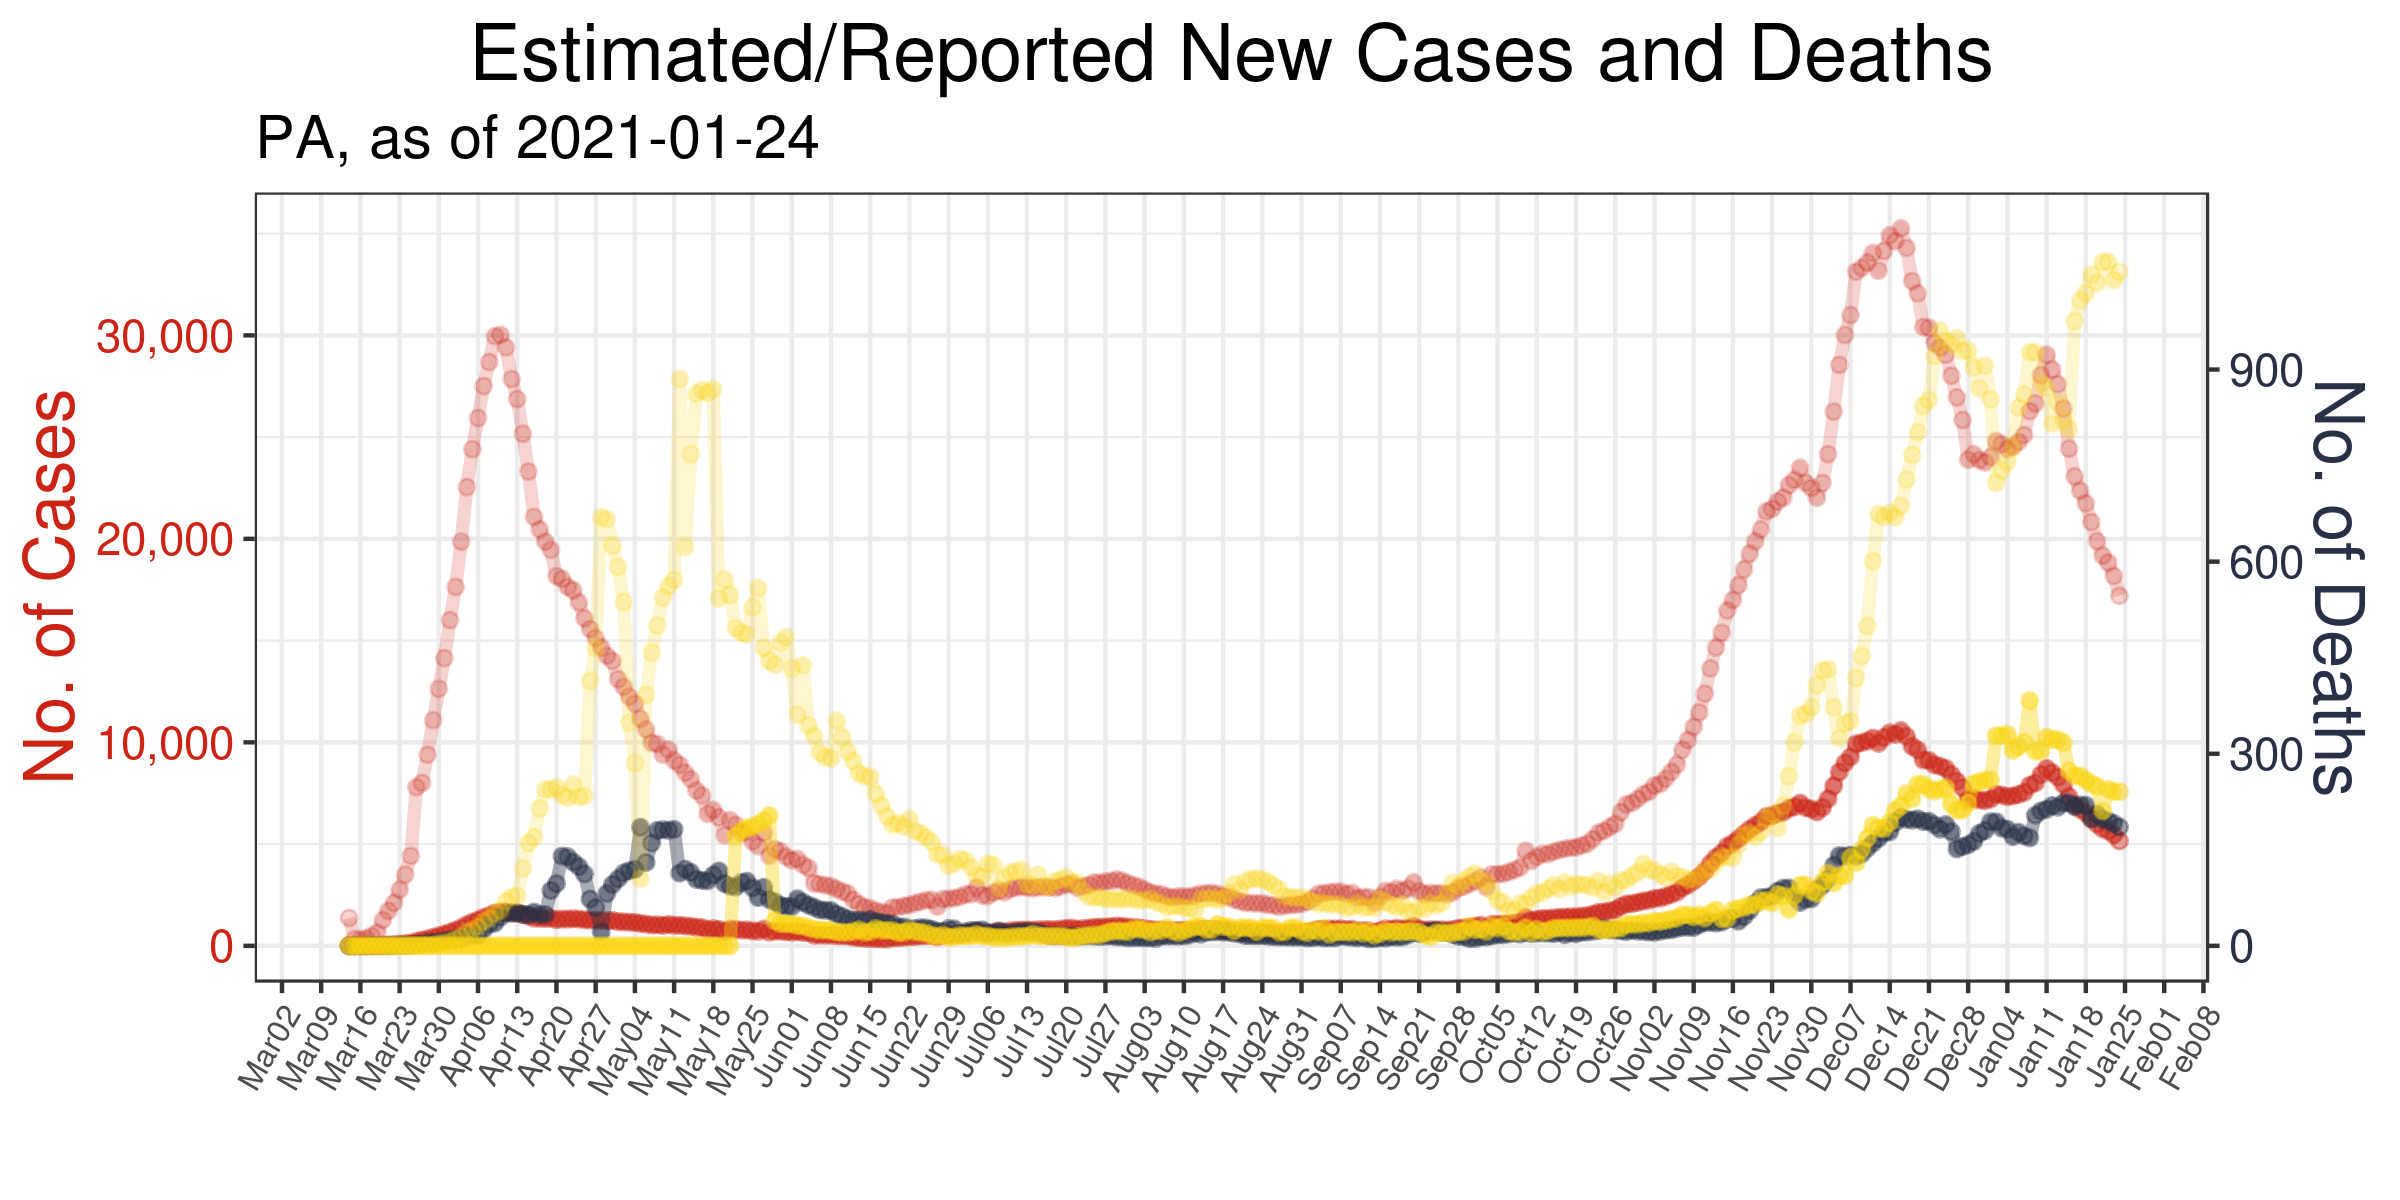 Estimated/Reported New Cases and Deaths
PA, as of 2021-01-24
No. of Cases
30,000
20,000
10,000
0
900
600
300
0
No. of Deaths
Mar02
Mar09
Mar16
Mar23
Mar30
Apr06
Apr13
Apr20
Apr27
May04
May11
May18
May25
Jun01
Jun08
Jun15
Jun22
Jun29
Jul06
Jul13
Jul20
Jul27
Aug03
Aug10
Aug17
Aug24
Aug31
Sep07
Sep14
Sep21
Sep28
Oct05
Oct12
Oct19
Oct26
Nov02
Nov09
Nov16
Nov23
Nov30
Dec07
Dec14
Dec21
Dec28
Jan04
Jan11
Jan18
Jan25
Feb01
Feb08